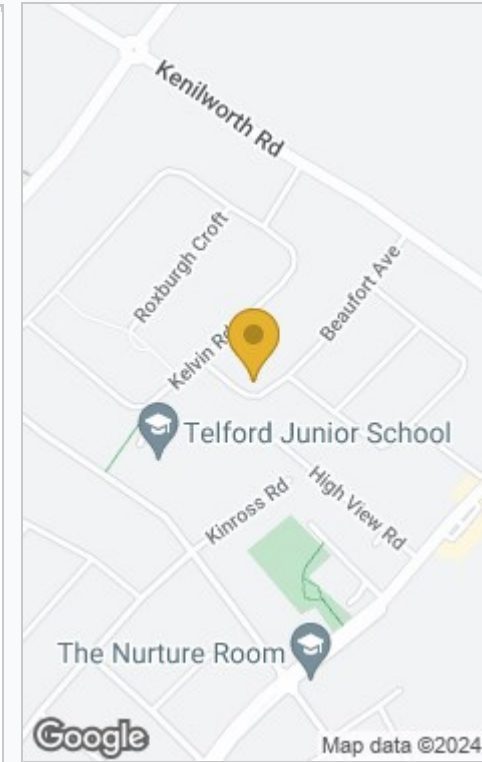 Kenilworth Rd
Roxburgh Croft
Beaufort Ave
Kelvin Rd
Telford Junior School
High View Rd
Kinross Rd
The Nurture Room
Google
Map data ©2024